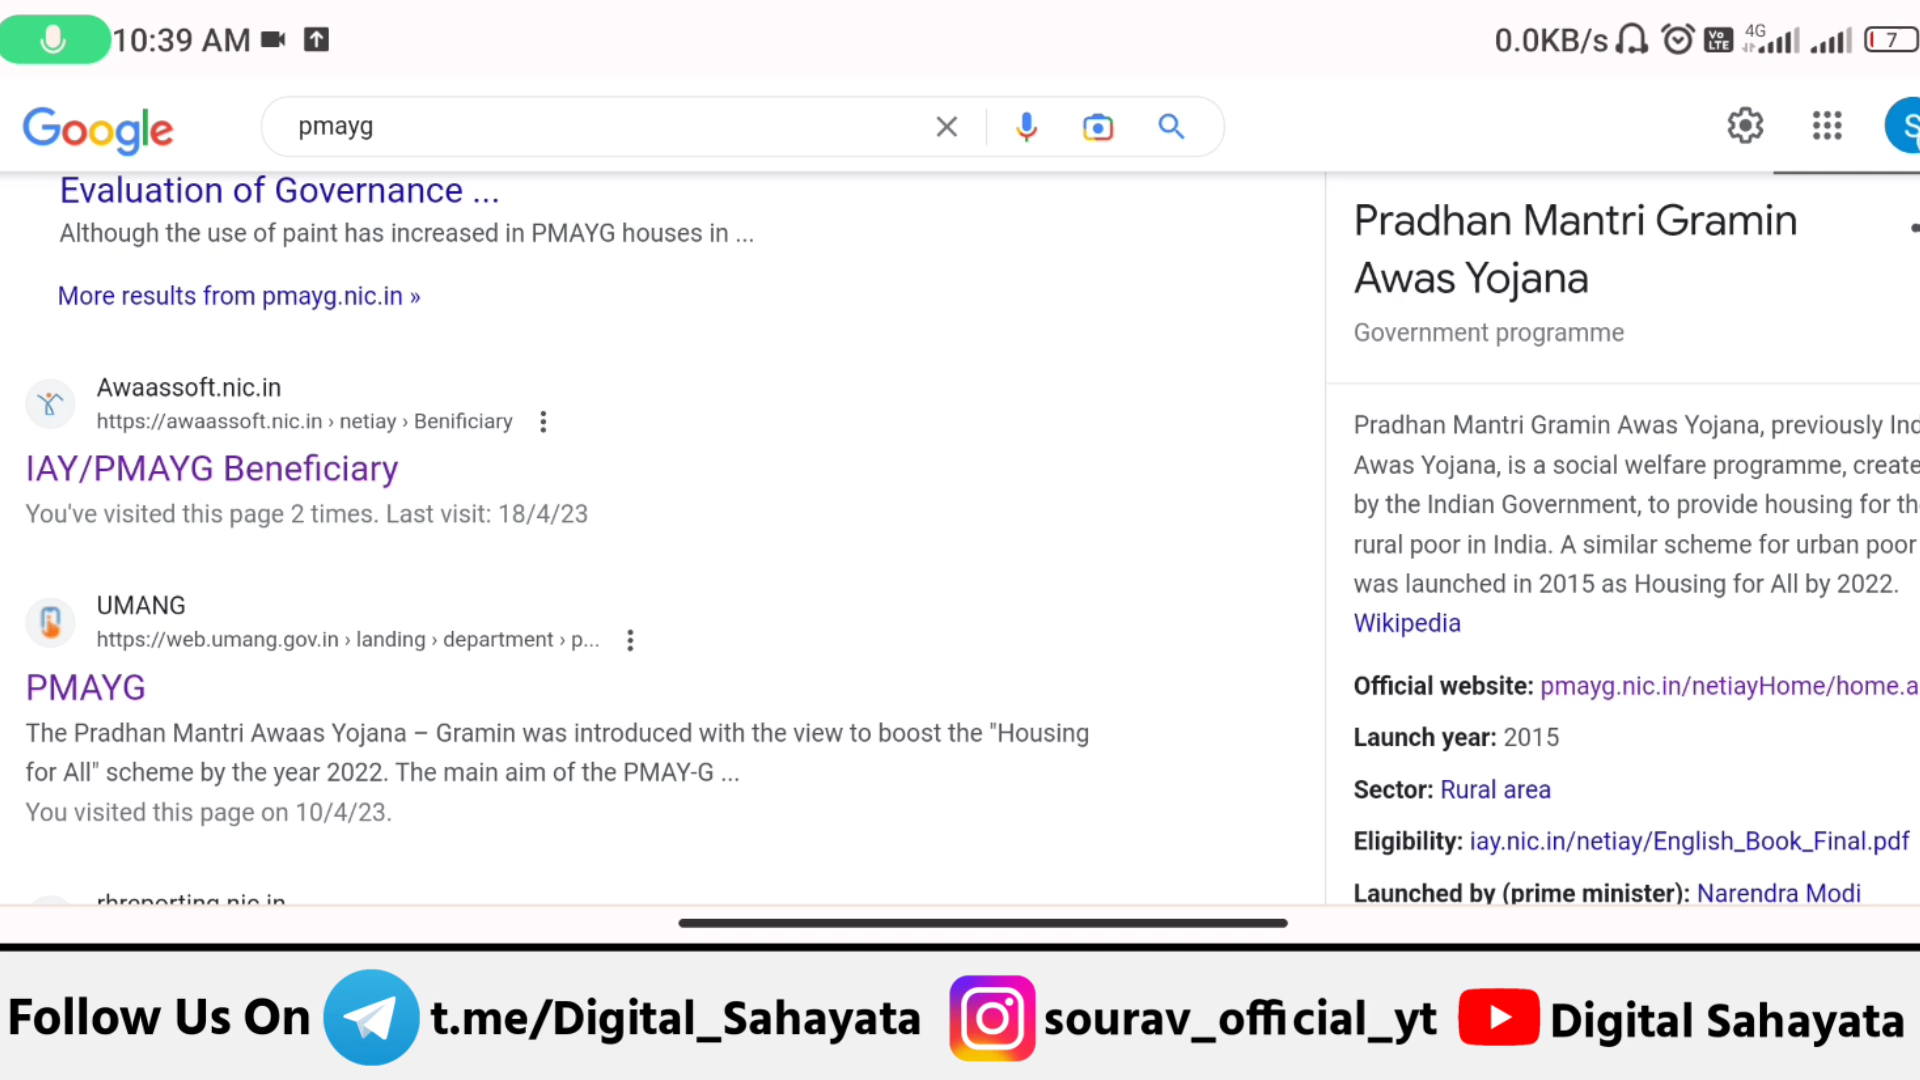 10:39 AM
0.0KB/s
Vo LTE
4G
7
Google
pmayg
S
Evaluation of Governance ...
Although the use of paint has increased in PMAYG houses in ...
More results from pmayg.nic.in »
Awaassoft.nic.in
https://awaassoft.nic.in › netiay › Benificiary
IAY/PMAYG Beneficiary
You've visited this page 2 times. Last visit: 18/4/23
UMANG
https://web.umang.gov.in › landing › department › p...
PMAYG
The Pradhan Mantri Awaas Yojana – Gramin was introduced with the view to boost the "Housing
for All" scheme by the year 2022. The main aim of the PMAY-G ...
You visited this page on 10/4/23.
rhreporting.nic.in
Pradhan Mantri Gramin
Awas Yojana
Government programme
Pradhan Mantri Gramin Awas Yojana, previously Ind
Awas Yojana, is a social welfare programme, create
by the Indian Government, to provide housing for th
rural poor in India. A similar scheme for urban poor
was launched in 2015 as Housing for All by 2022.
Wikipedia
Official website: pmayg.nic.in/netiayHome/home.a
Launch year: 2015
Sector: Rural area
Eligibility: iay.nic.in/netiay/English_Book_Final.pdf
Launched by (prime minister): Narendra Modi
Follow Us On t.me/Digital_Sahayata sourav_official_yt Digital Sahayata